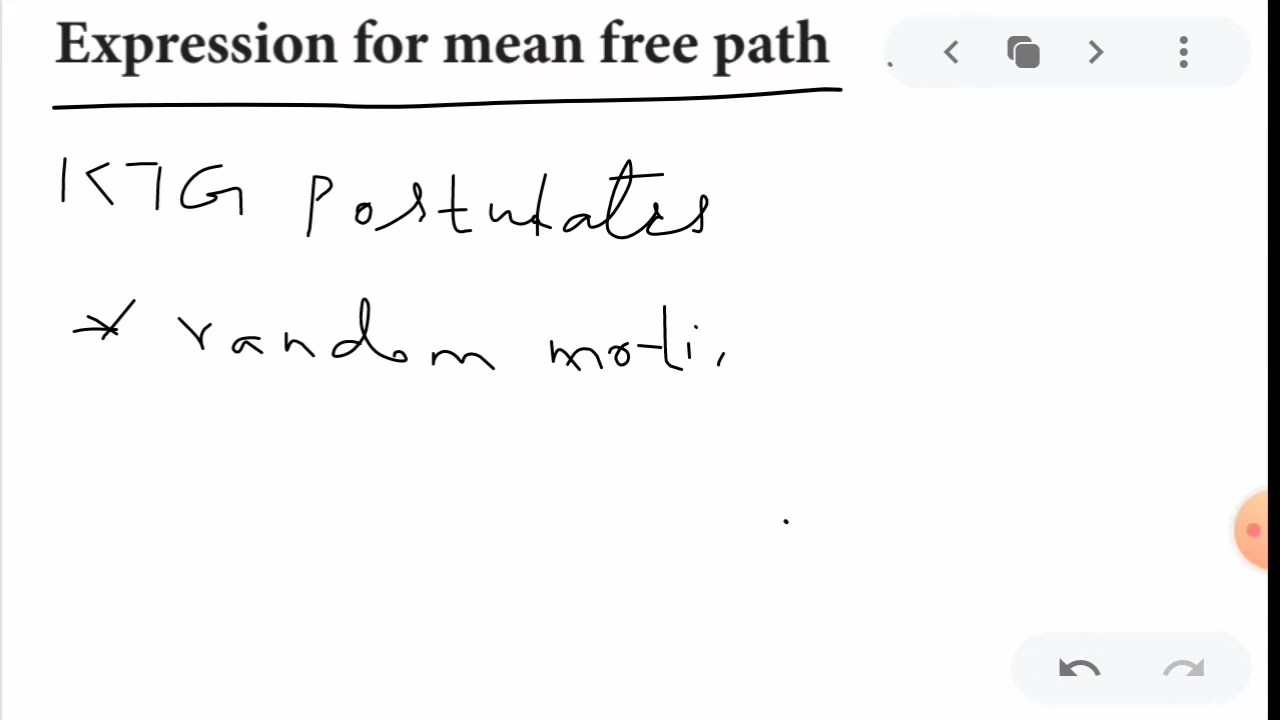 Expression for mean free path
KTG Postulates
* random moti